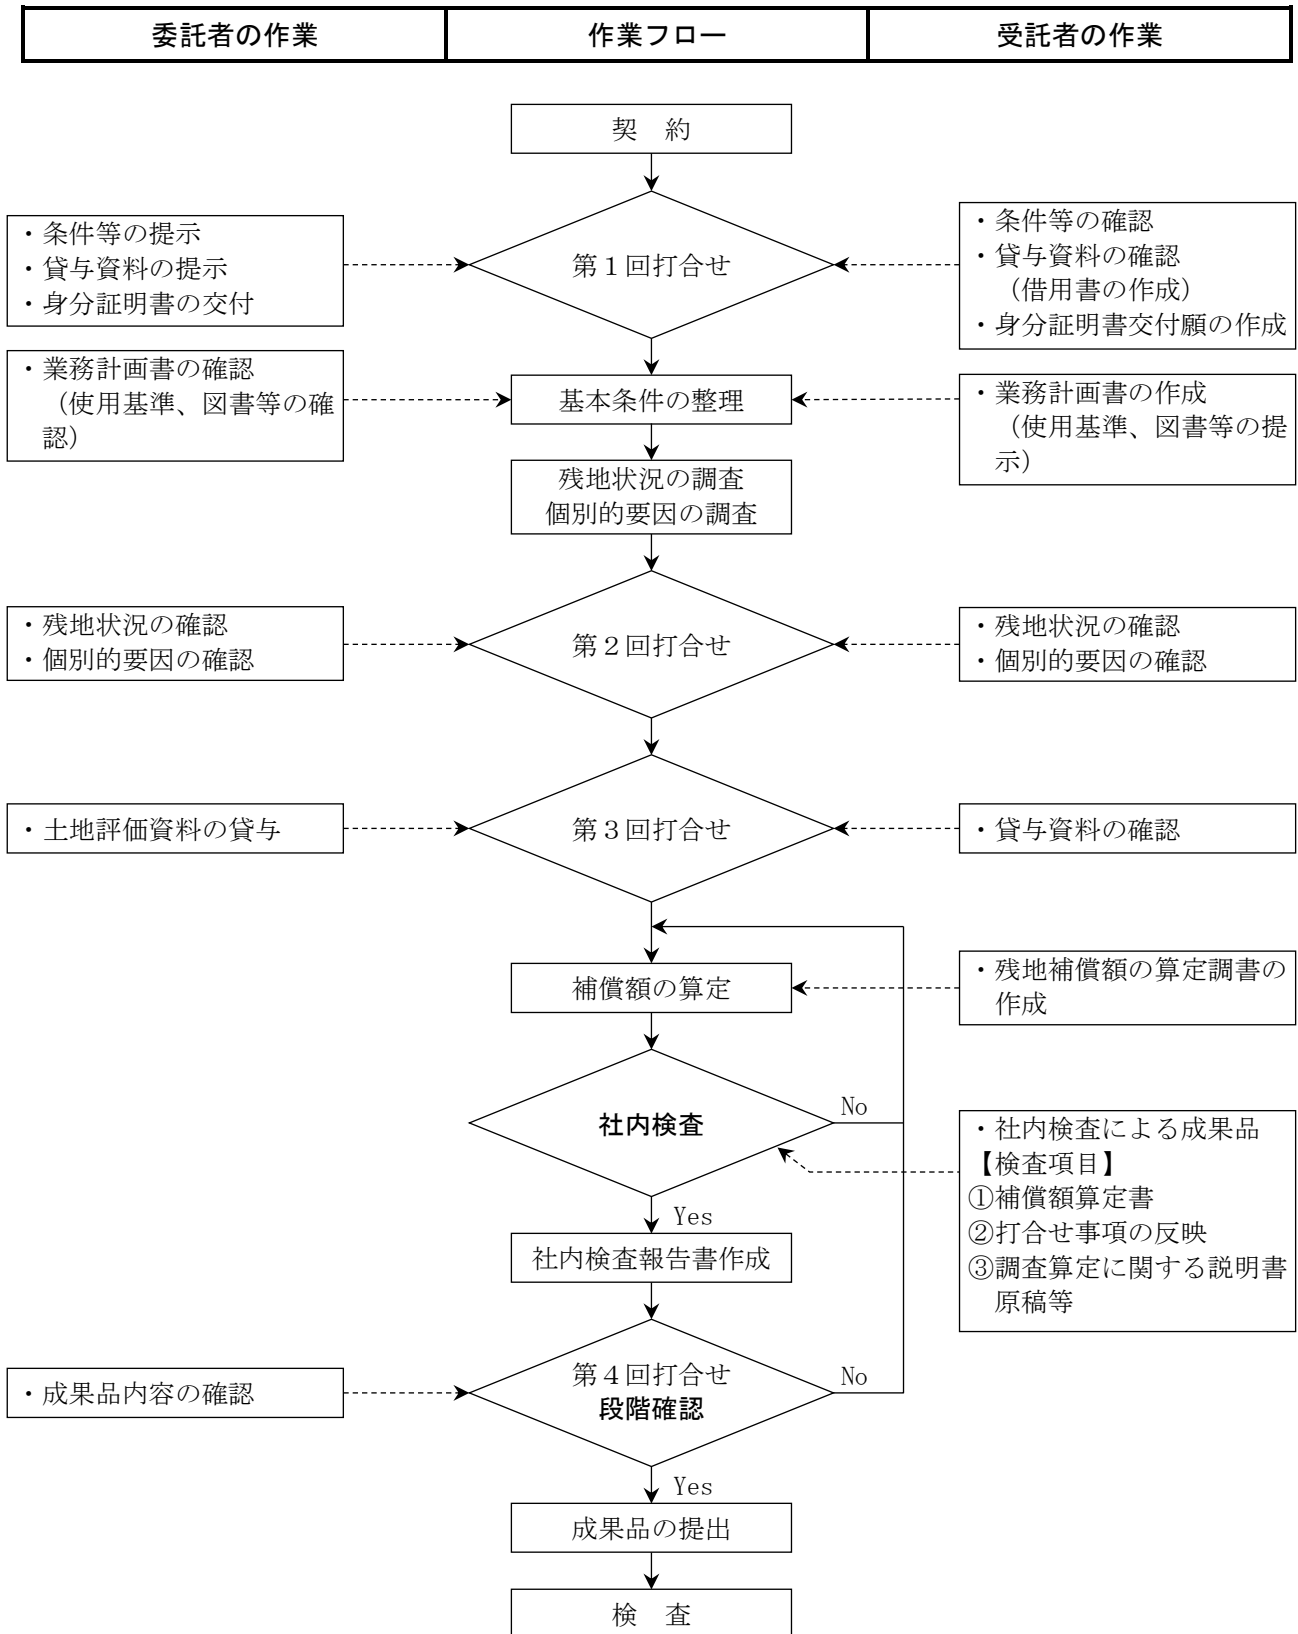 委託者の作業
作業フロー
受託者の作業
契　約
・条件等の提示
・貸与資料の提示
・身分証明書の交付
第１回打合せ
・条件等の確認
・貸与資料の確認
（借用書の作成）
・身分証明書交付願の作成
・業務計画書の確認
（使用基準、図書等の確
認）
基本条件の整理
・業務計画書の作成
（使用基準、図書等の提
示）
残地状況の調査
個別的要因の調査
・残地状況の確認
・個別的要因の確認
第２回打合せ
・残地状況の確認
・個別的要因の確認
・土地評価資料の貸与
第３回打合せ
・貸与資料の確認
補償額の算定
・残地補償額の算定調書の
作成
社内検査
No
・社内検査による成果品
【検査項目】
①補償額算定書
②打合せ事項の反映
③調査算定に関する説明書
原稿等
Yes
社内検査報告書作成
・成果品内容の確認
第４回打合せ
段階確認
No
Yes
成果品の提出
検　査